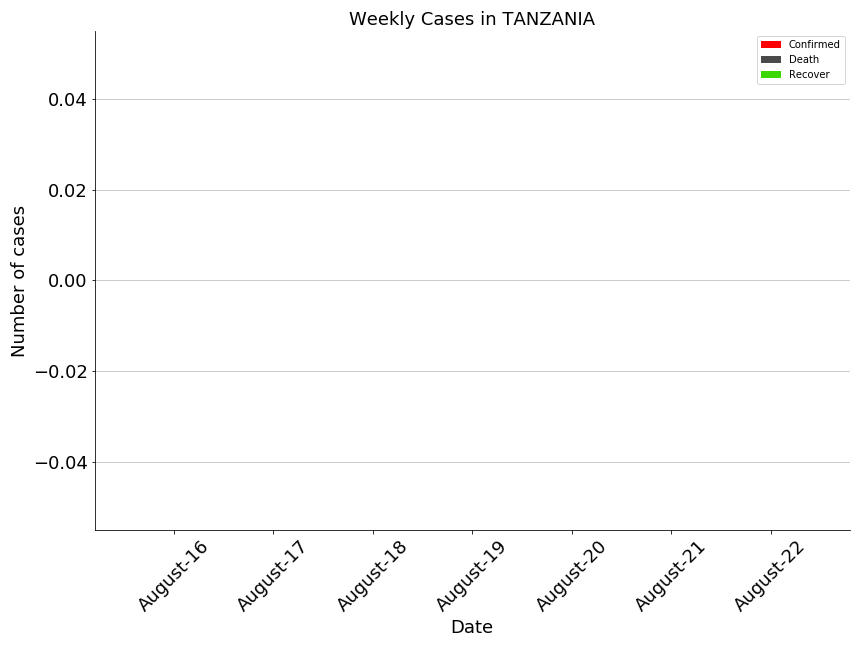 Weekly Cases in TANZANIA
Confirmed
Death
Recover
0.04
0.02
0.00
−0.02
−0.04
Number of cases
August-16
August-17
August-18
August-19
August-20
August-21
August-22
Date